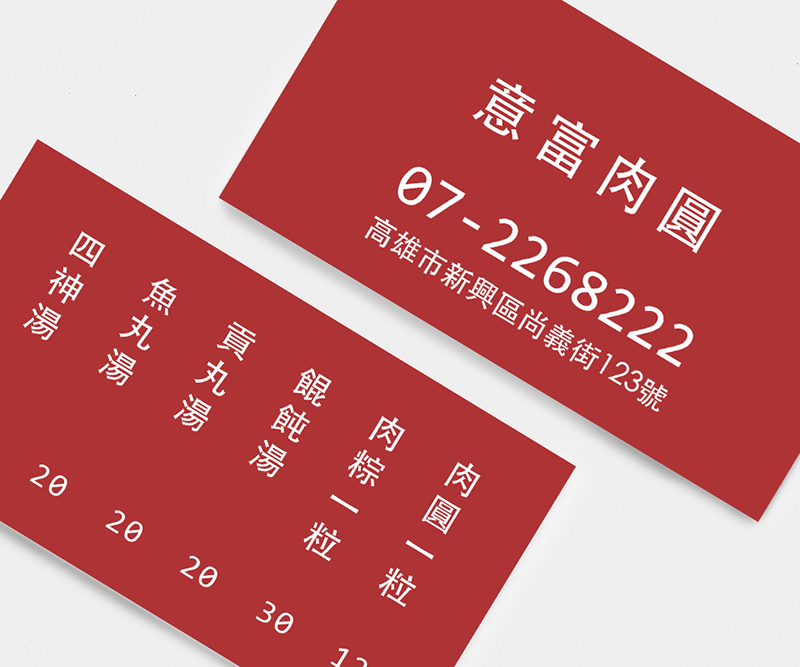 意富肉圓
07-2268222
高雄市新興區尚義街123號
肉圓一粒
肉粽一粒 12
餛飩湯 30
貢丸湯 20
魚丸湯 20
四神湯 20